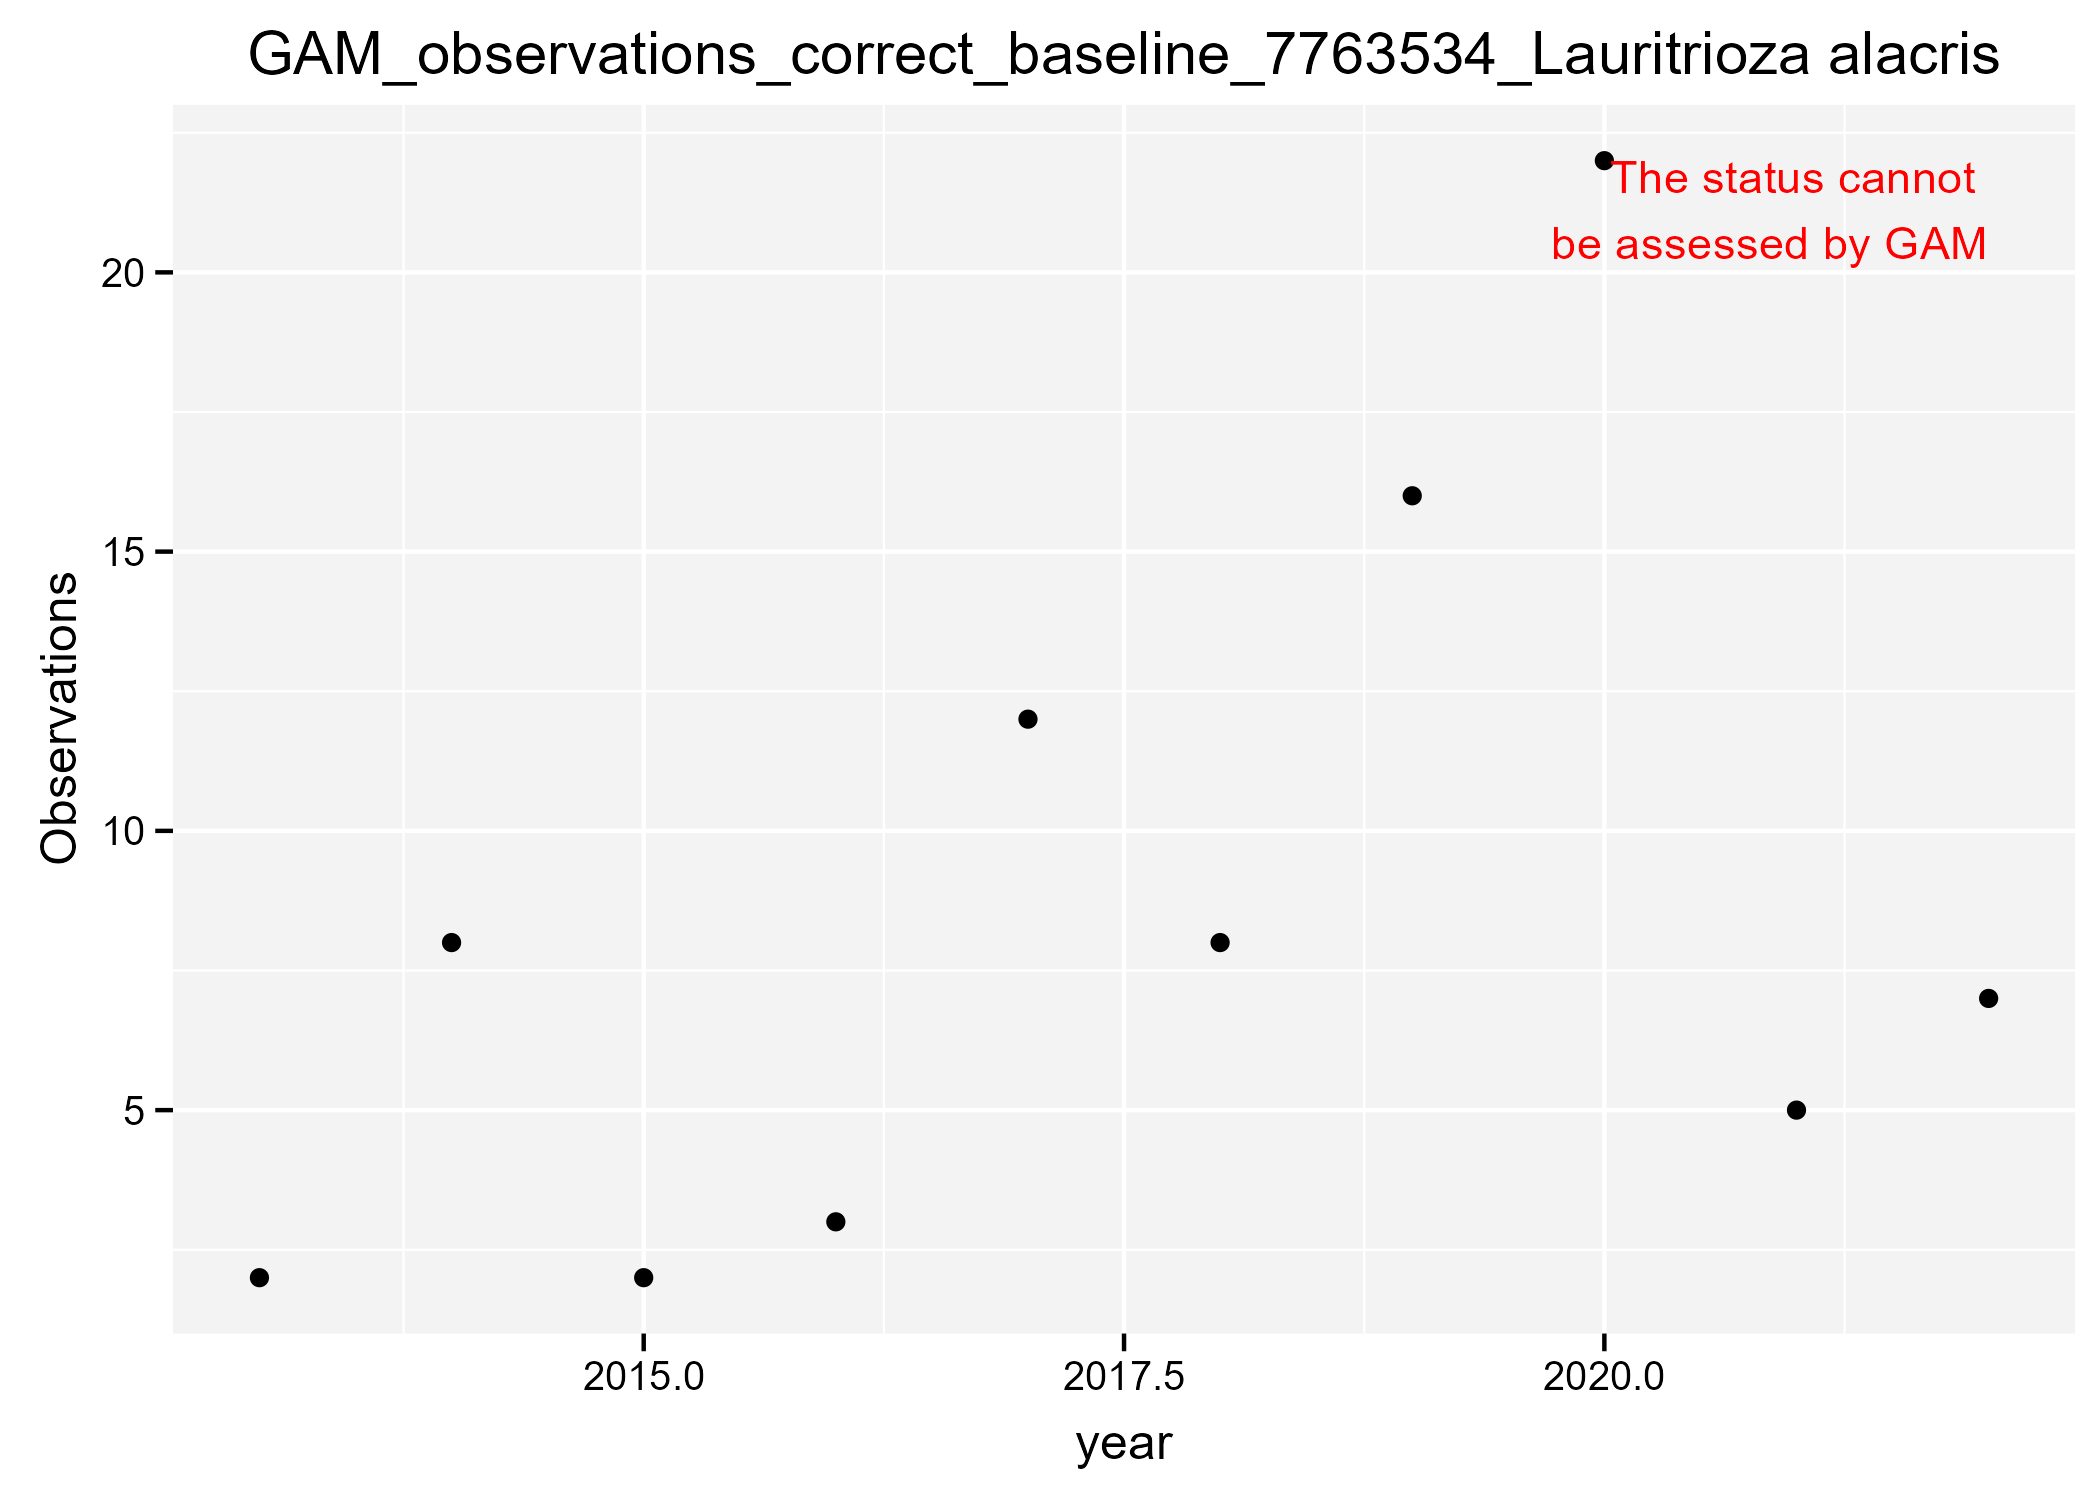 GAM_observations_correct_baseline_7763534_Lauritrioza alacris
The status cannot
be assessed by GAM
20
15
10
5
Observations
2015.0
2017.5
2020.0
year